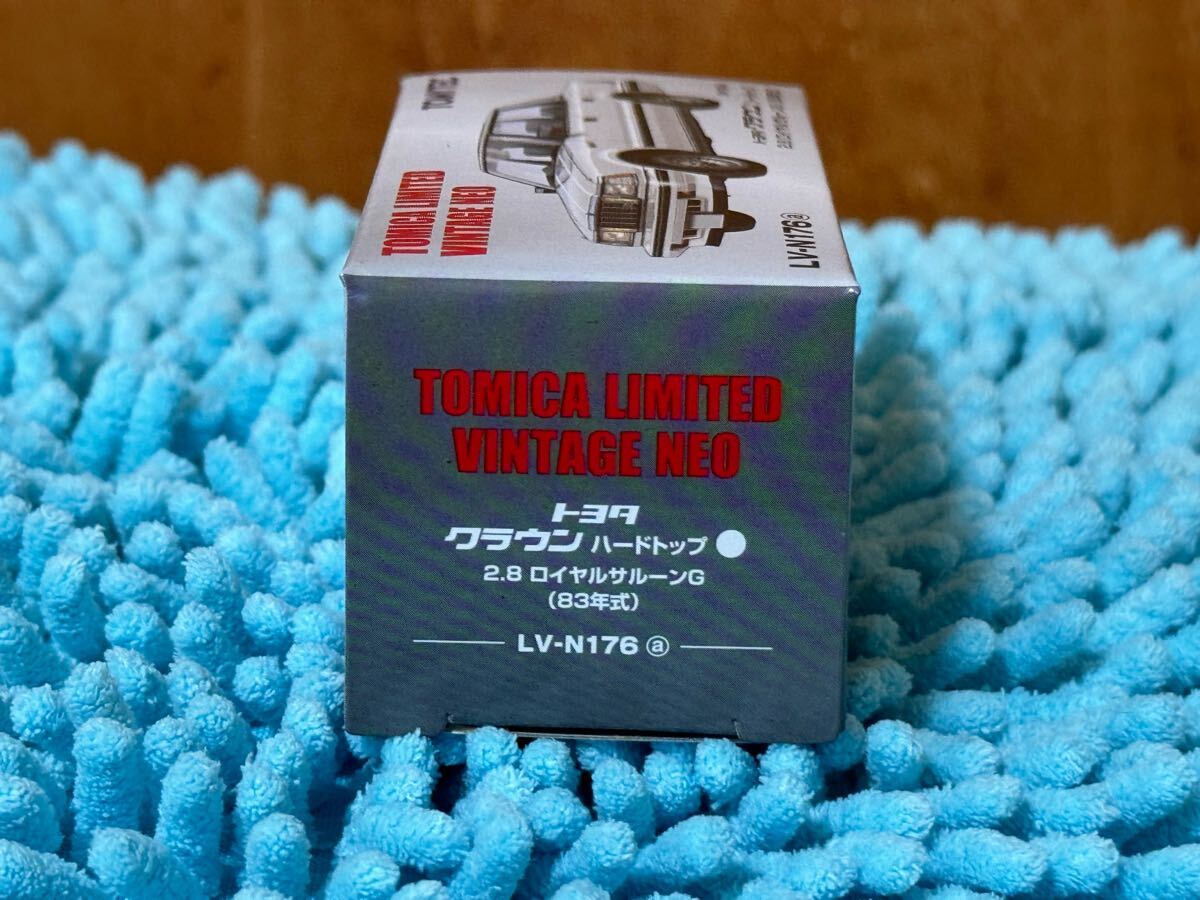 TOMYTEC
TOMICA LIMITED
VINTAGE NEO
LV-N176ⓐ
TOMICA LIMITED
VINTAGE NEO
トヨタ
クラウン ハードトップ
2.8 ロイヤルサルーンG
(83年式)
LV-N176 ⓐ